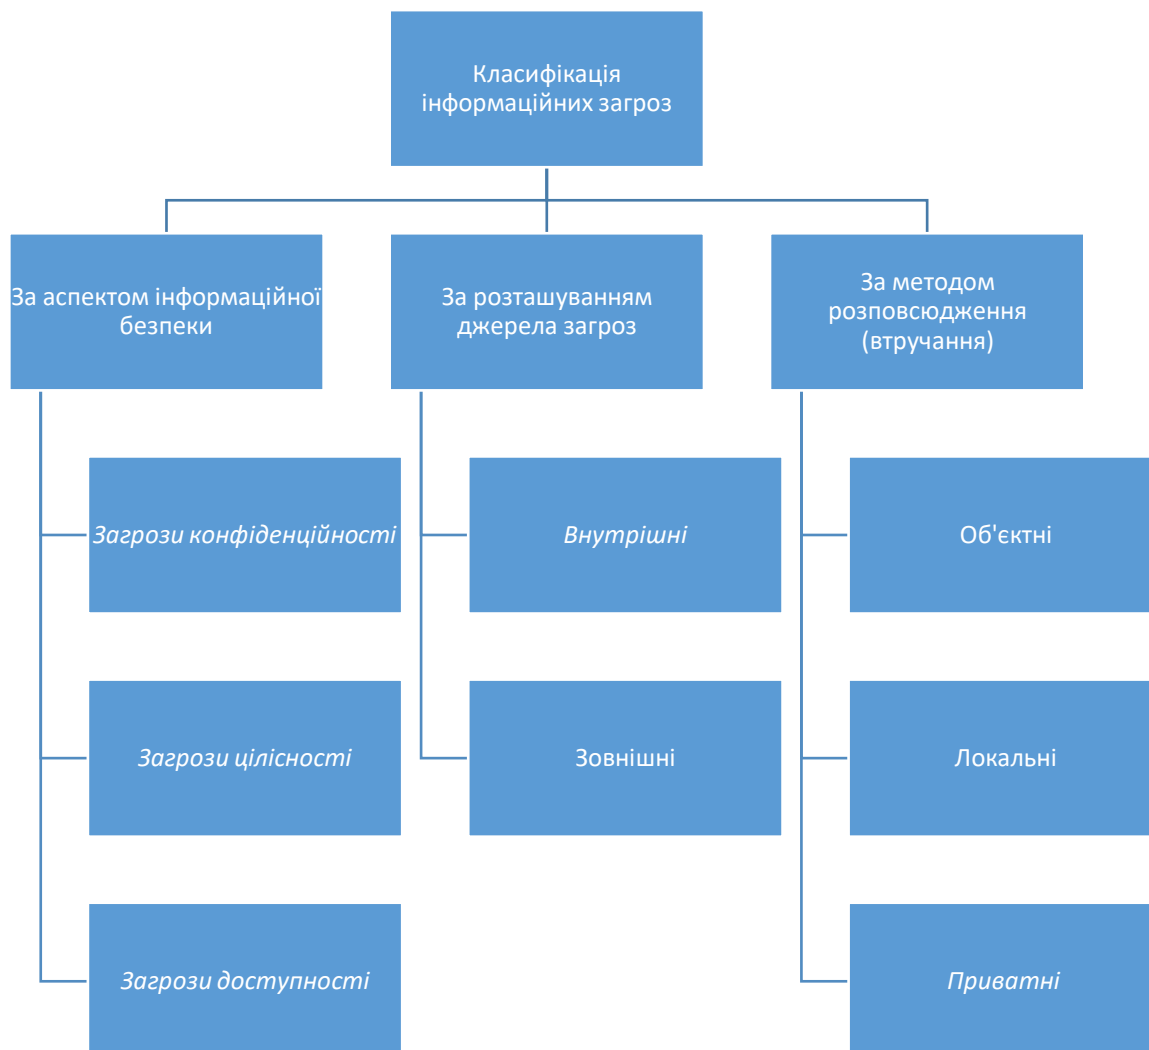 Класифікація
інформаційних загроз
За аспектом інформаційної
безпеки
Загрози конфіденційності
Загрози цілісності
Загрози доступності
За розташуванням
джерела загроз
Внутрішні
Зовнішні
За методом
розповсюдження
(втручання)
Об'єктні
Локальні
Приватні